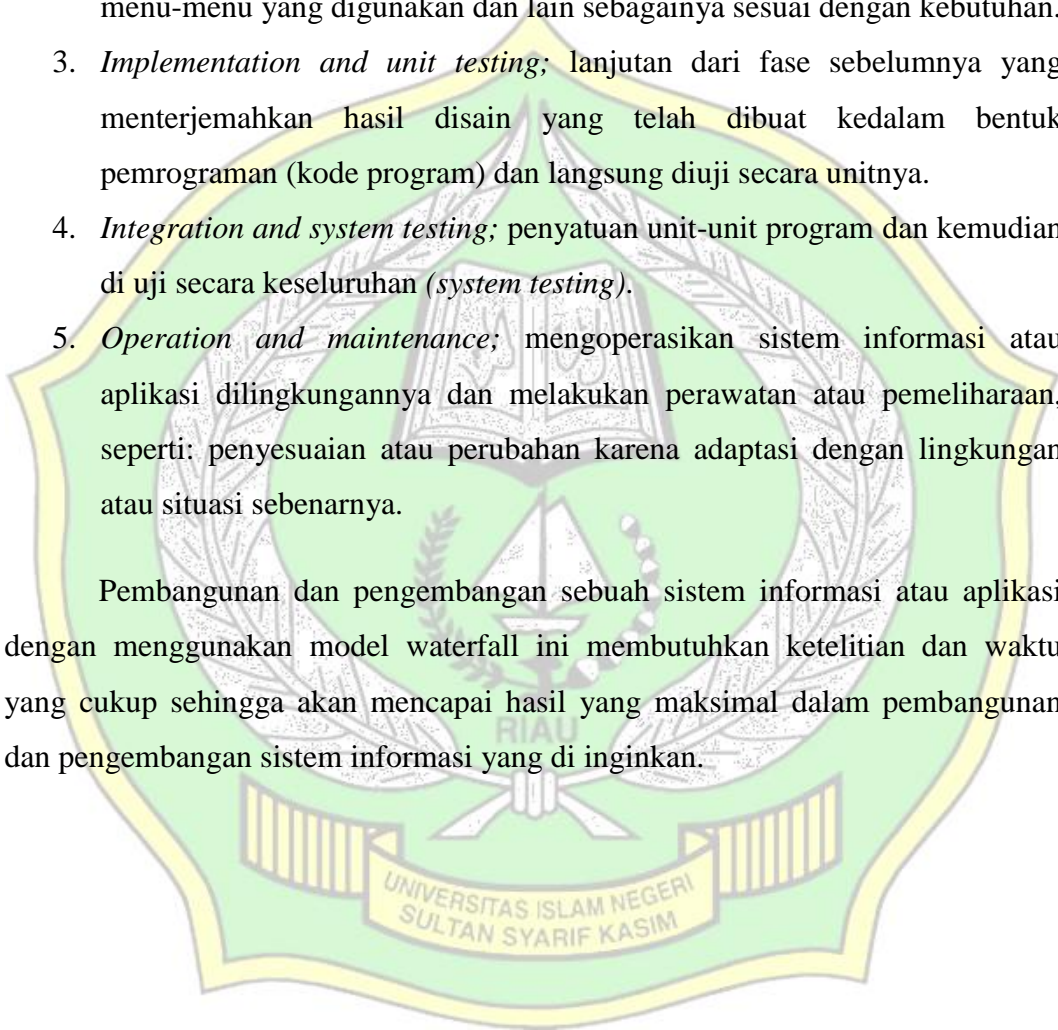 menu-menu yang digunakan dan lain sebagainya sesuai dengan kebutuhan.
3. Implementation and unit testing; lanjutan dari fase sebelumnya yang
menterjemahkan hasil disain yang telah dibuat kedalam bentuk
pemrograman (kode program) dan langsung diuji secara unitnya.
4. Integration and system testing; penyatuan unit-unit program dan kemudian
di uji secara keseluruhan (system testing).
5. Operation and maintenance; mengoperasikan sistem informasi atau
aplikasi dilingkungannya dan melakukan perawatan atau pemeliharaan,
seperti: penyesuaian atau perubahan karena adaptasi dengan lingkungan
atau situasi sebenarnya.
Pembangunan dan pengembangan sebuah sistem informasi atau aplikasi
dengan menggunakan model waterfall ini membutuhkan ketelitian dan waktu
yang cukup sehingga akan mencapai hasil yang maksimal dalam pembangunan
dan pengembangan sistem informasi yang di inginkan.
RIAU
UNIVERSITAS ISLAM NEGERI
SULTAN SYARIF KASIM